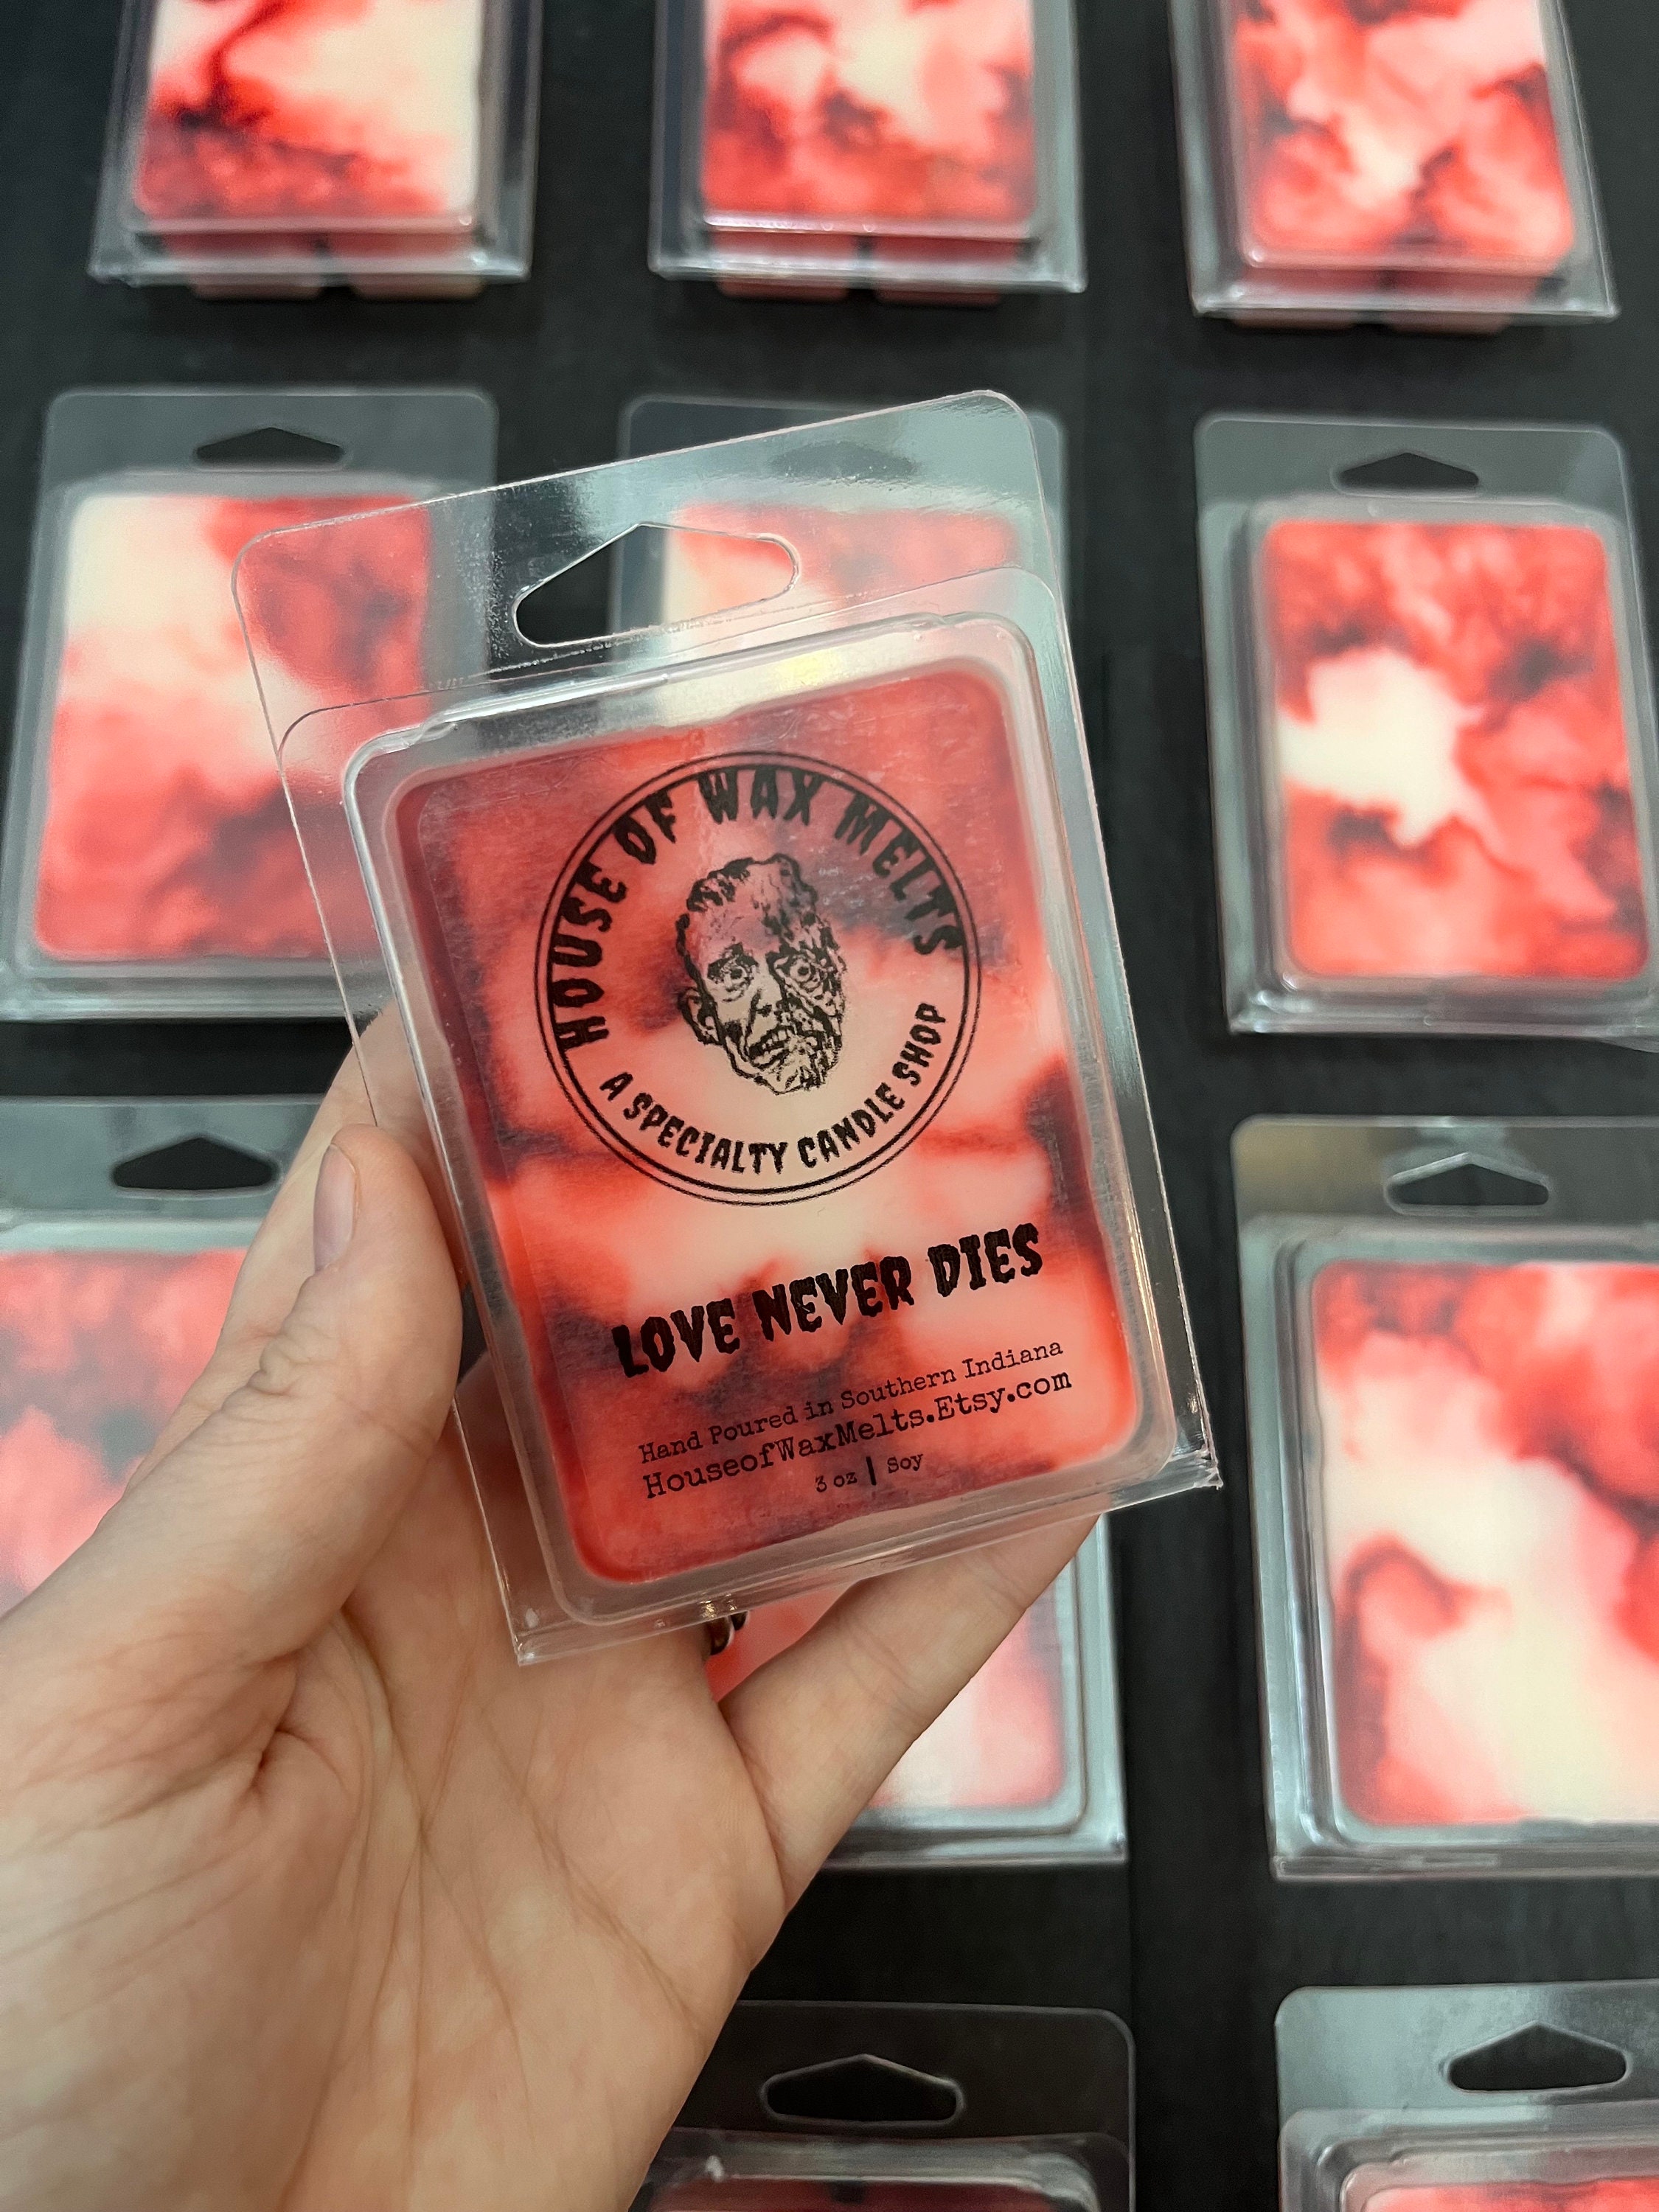 HOUSE OF WAX MELTS
A SPECIALTY CANDLE SHOP
LOVE NEVER DIES
Hand Poured in Southern Indiana
HouseofWaxMelts.Etsy.com
3 oz | Soy